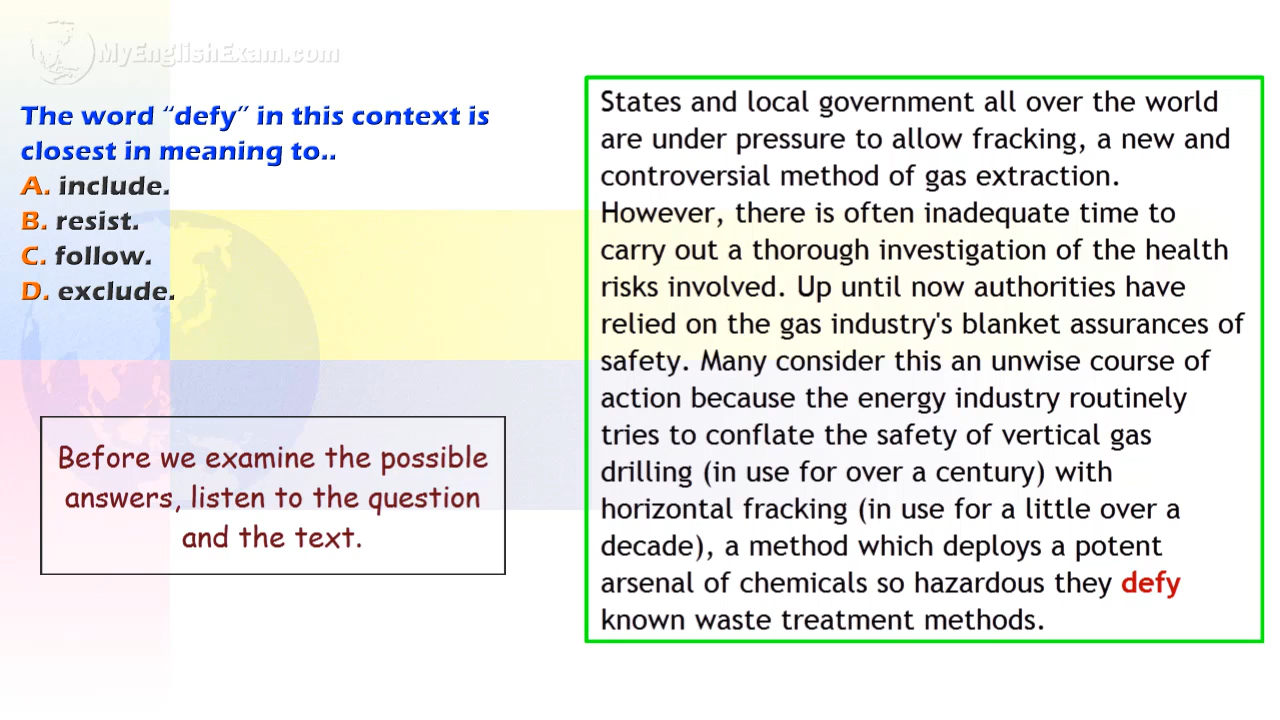 MyEnglishExam.com
The word “defy” in this context is
closest in meaning to..
A. include.
B. resist.
C. follow.
D. exclude.
Before we examine the possible
answers, listen to the question
and the text.
States and local government all over the world
are under pressure to allow fracking, a new and
controversial method of gas extraction.
However, there is often inadequate time to
carry out a thorough investigation of the health
risks involved. Up until now authorities have
relied on the gas industry's blanket assurances of
safety. Many consider this an unwise course of
action because the energy industry routinely
tries to conflate the safety of vertical gas
drilling (in use for over a century) with
horizontal fracking (in use for a little over a
decade), a method which deploys a potent
arsenal of chemicals so hazardous they defy
known waste treatment methods.